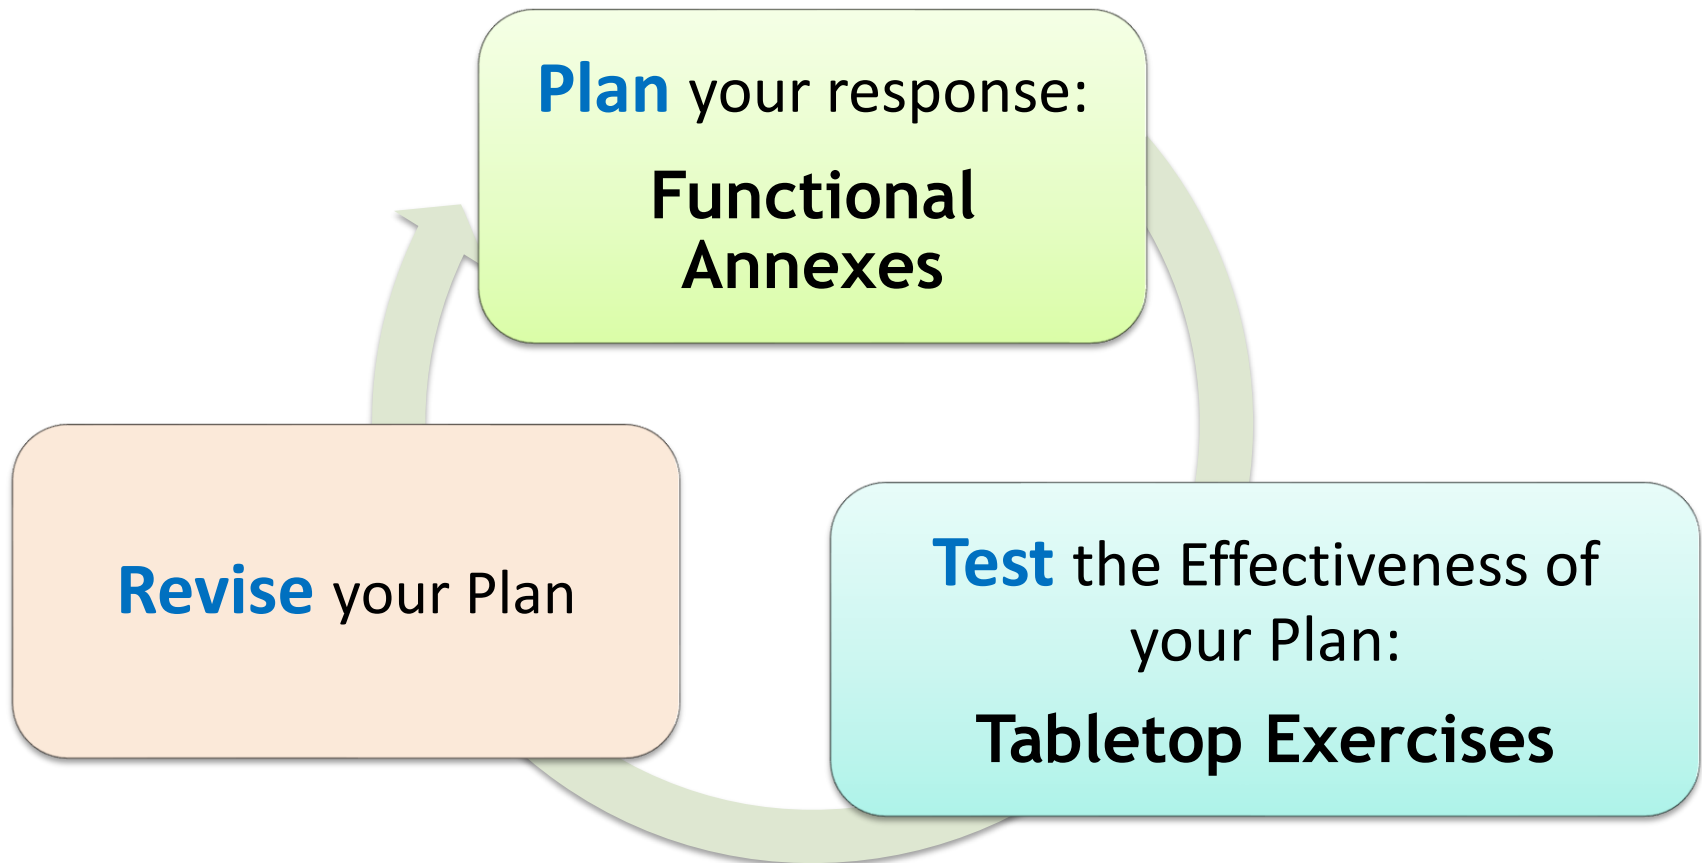 Plan your response:
Functional
Annexes
Test the Effectiveness of
your Plan:
Tabletop Exercises
Revise your Plan